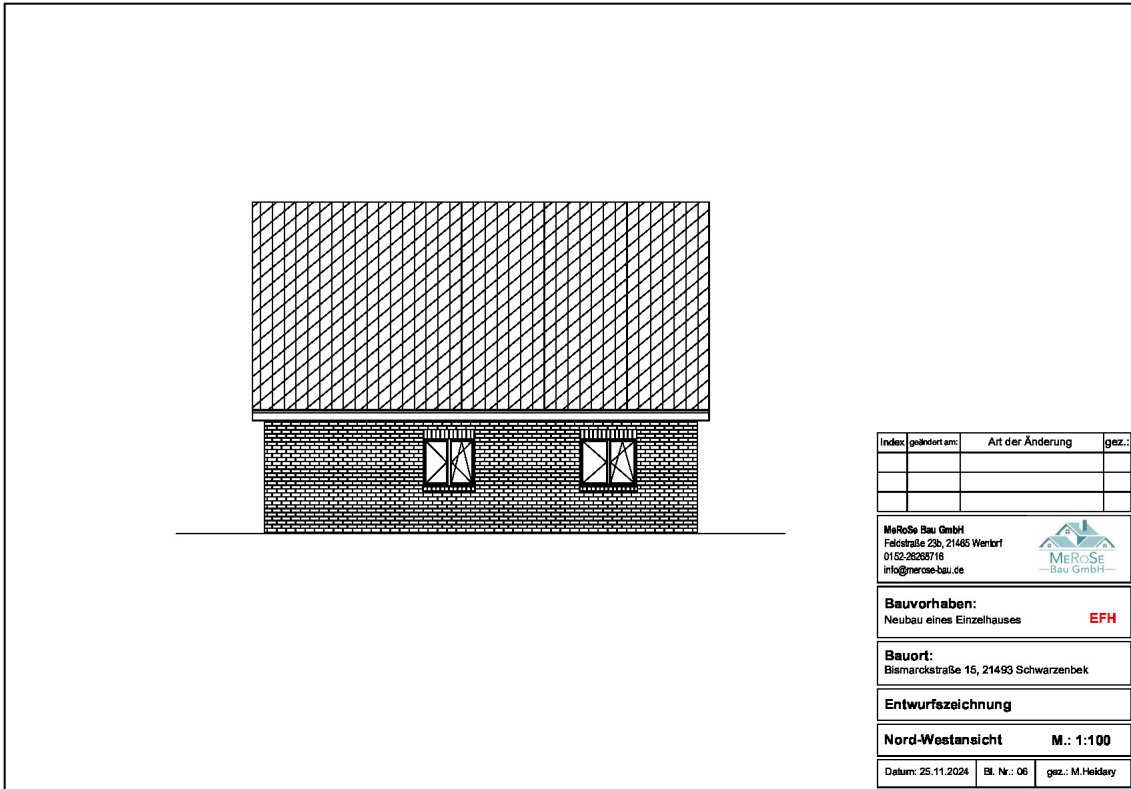 Index geändert am: Art der Änderung gez.:
MeRoSe Bau GmbH
Feldstraße 23b, 21465 Wentorf
0152-26268716
info@merose-bau.de
MEROSE
Bau GmbH
Bauvorhaben:
Neubau eines Einzelhauses EFH
Bauort:
Bismarckstraße 15, 21493 Schwarzenbek
Entwurfszeichnung
Nord-Westansicht M.: 1:100
Datum: 25.11.2024 Bl. Nr.: 06 gez.: M.Heidary